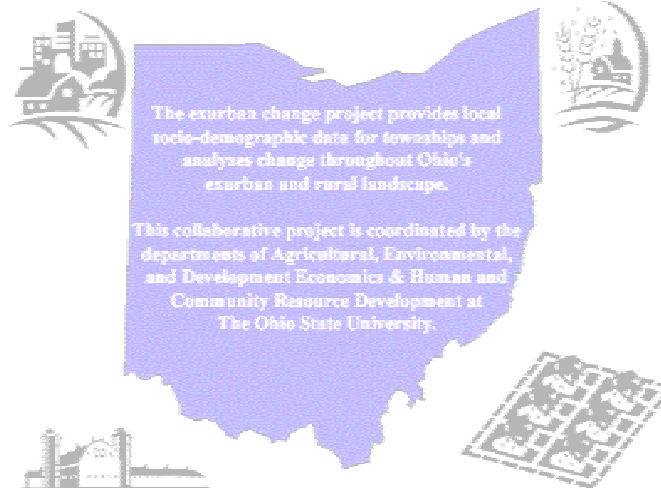 The exurban change project provides local
socio-demographic data for townships and
analyzes change throughout Ohio's
exurban and rural landscape.
This collaborative project is coordinated by the
departments of Agricultural, Environmental,
and Development Economics & Human and
Community Resource Development at
The Ohio State University.